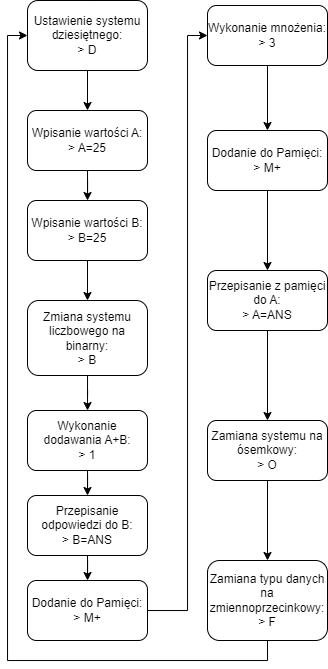 Ustawienie systemu
dziesiętnego:
> D
Wpisanie wartości A:
> A=25
Wpisanie wartości B:
> B=25
Zmiana systemu
liczbowego na
binarny:
> B
Wykonanie
dodawania A+B:
> 1
Przepisanie
odpowiedzi do B:
> B=ANS
Dodanie do Pamięci:
> M+
Wykonanie mnożenia:
> 3
Dodanie do Pamięci:
> M+
Przepisanie z pamięci
do A:
> A=ANS
Zamiana systemu na
ósemkowy:
> O
Zamiana typu danych
na
zmiennoprzecinkowy:
> F